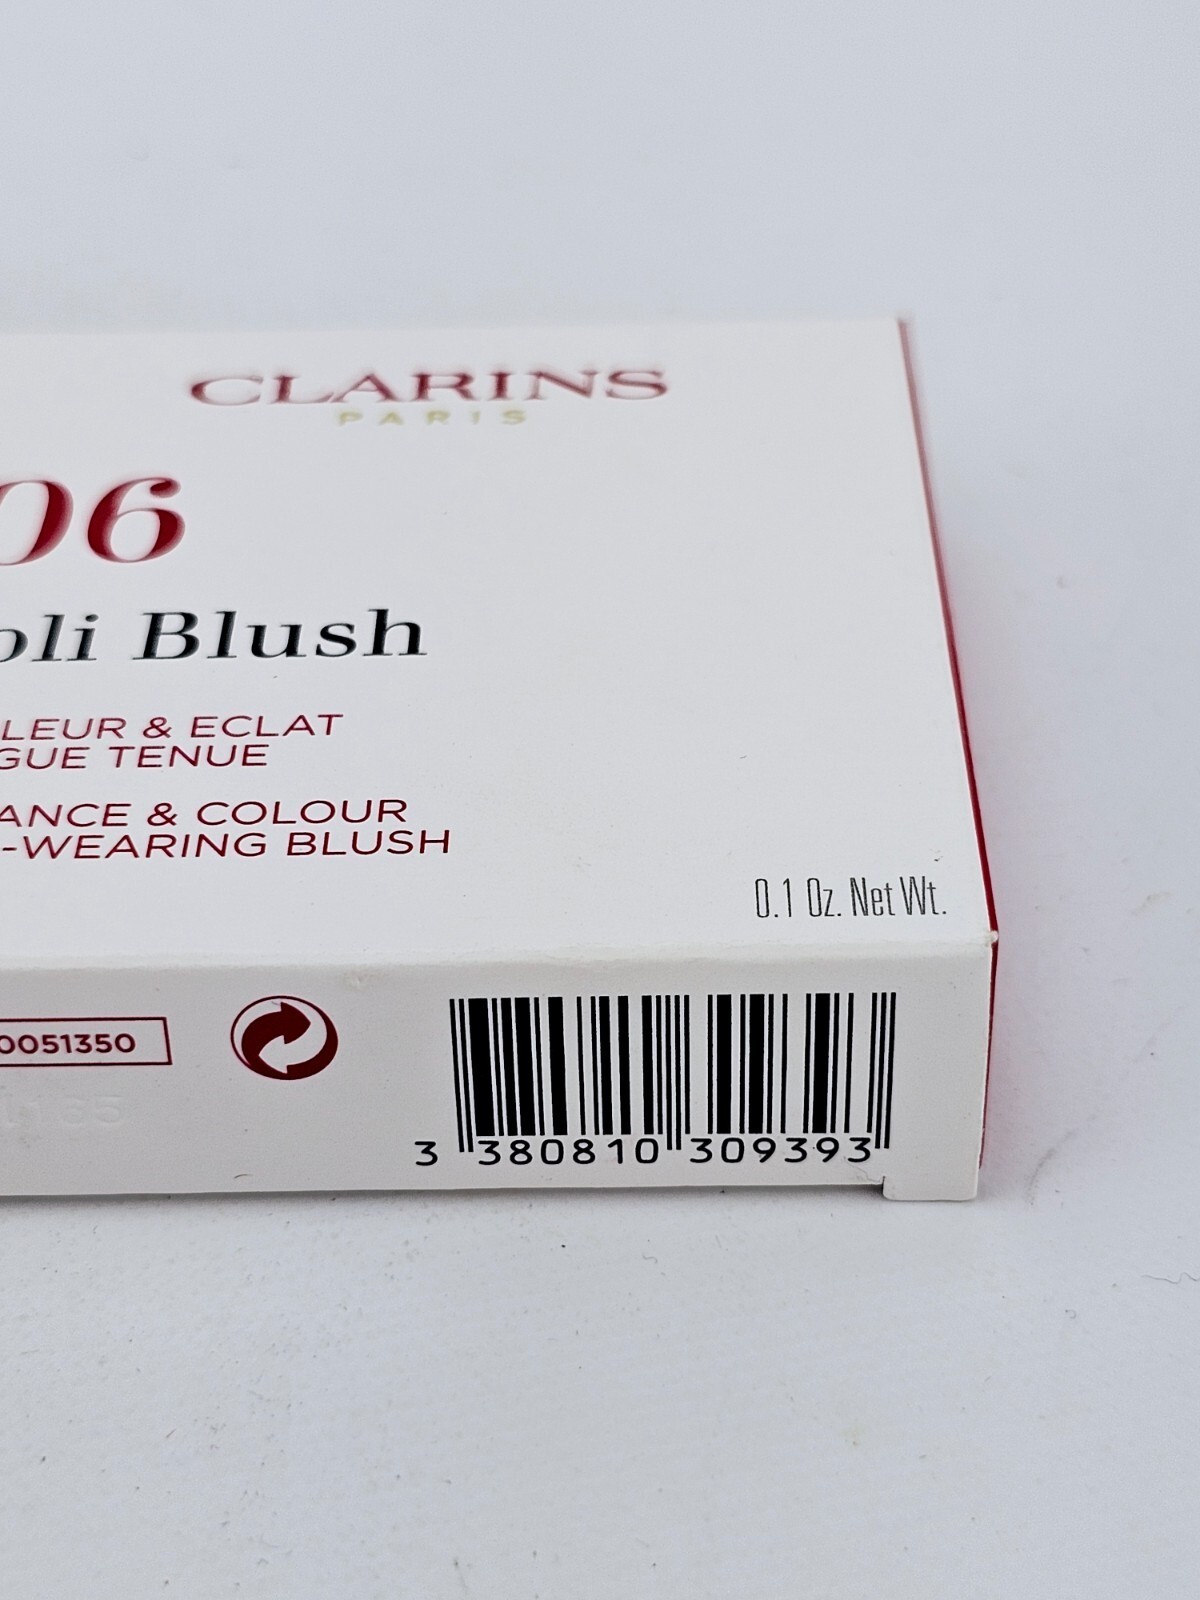 CLARINS
PARIS
06
oli Blush
LEUR & ECLAT
GUE TENUE
ANCE & COLOUR
-WEARING BLUSH
0.1 Oz. Net Wt.
0051350
3 380810 309393